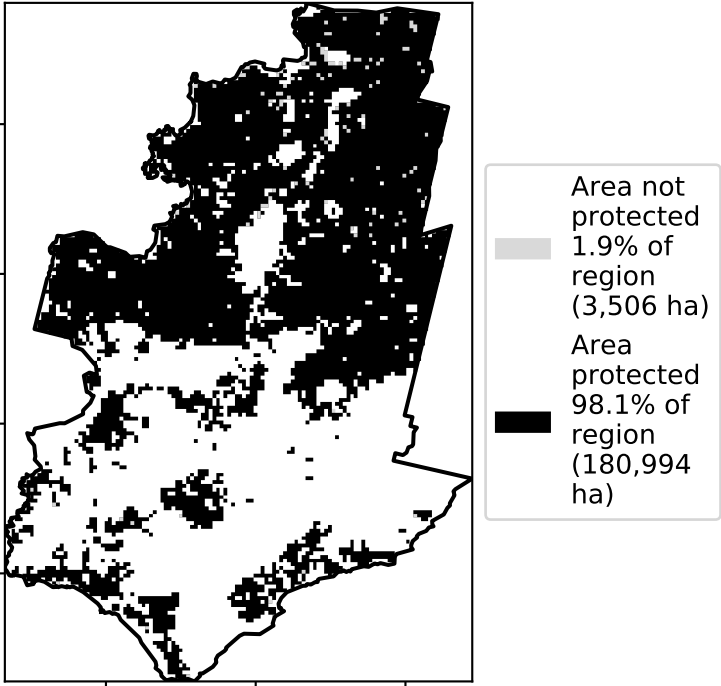 Area not
protected
1.9% of
region
(3,506 ha)
Area
protected
98.1% of
region
(180,994
ha)